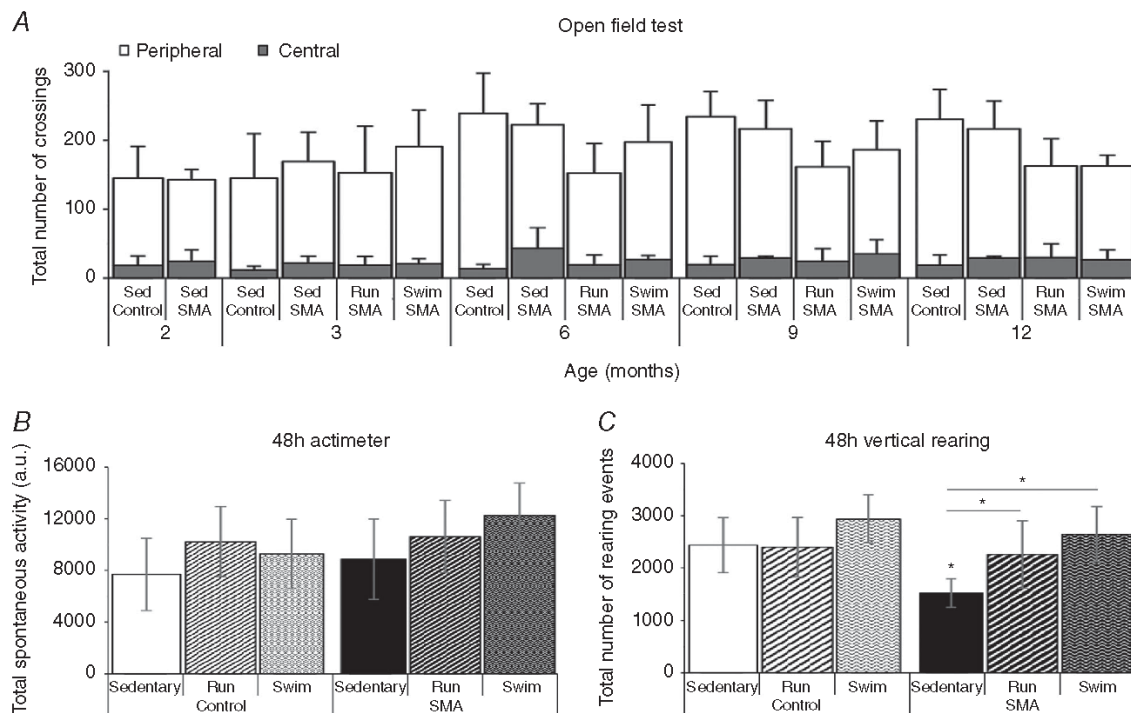 A
Open field test
Peripheral Central
Total number of crossings
300
200
100
0
Sed Control Sed SMA Sed Control Sed SMA Run SMA Swim SMA Sed Control Sed SMA Run SMA Swim SMA Sed Control Sed SMA Run SMA Swim SMA Sed Control Sed SMA Run SMA Swim SMA
2 3 6 9 12
Age (months)
B
48h actimeter
Total spontaneous activity (a.u.)
16000
12000
8000
4000
0
Sedentary Run Swim Sedentary Run Swim
Control SMA
C
48h vertical rearing
Total number of rearing events
4000
3000
2000
1000
0
*
*
*
Sedentary Run Swim Sedentary Run Swim
Control SMA